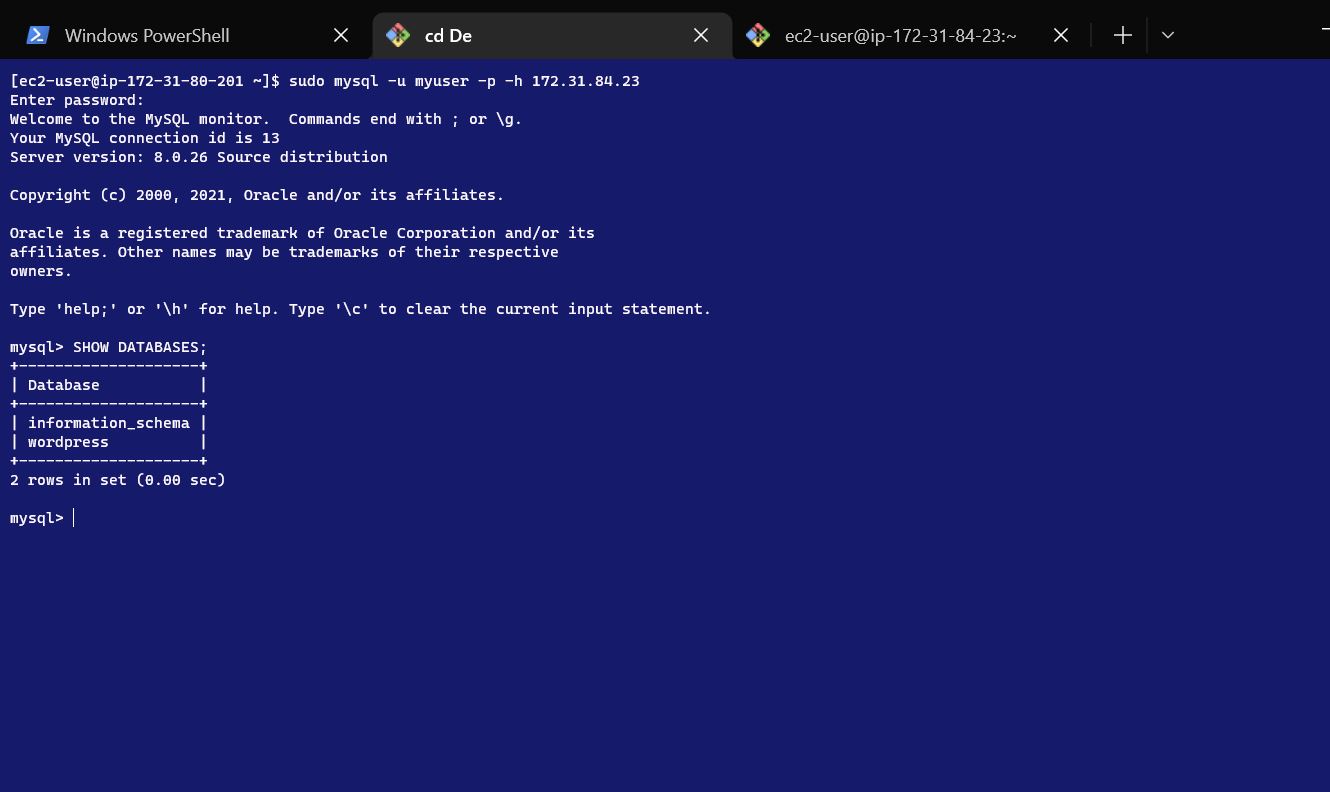 Windows PowerShell
cd De
ec2-user@ip-172-31-84-23:~
[ec2-user@ip-172-31-80-201 ~]$ sudo mysql -u myuser -p -h 172.31.84.23
Enter password:
Welcome to the MySQL monitor.  Commands end with ; or \g.
Your MySQL connection id is 13
Server version: 8.0.26 Source distribution
Copyright (c) 2000, 2021, Oracle and/or its affiliates.
Oracle is a registered trademark of Oracle Corporation and/or its
affiliates. Other names may be trademarks of their respective
owners.
Type 'help;' or '\h' for help. Type '\c' to clear the current input statement.
mysql> SHOW DATABASES;
+--------------------+
| Database           |
+--------------------+
| information_schema |
| wordpress          |
+--------------------+
2 rows in set (0.00 sec)
mysql>